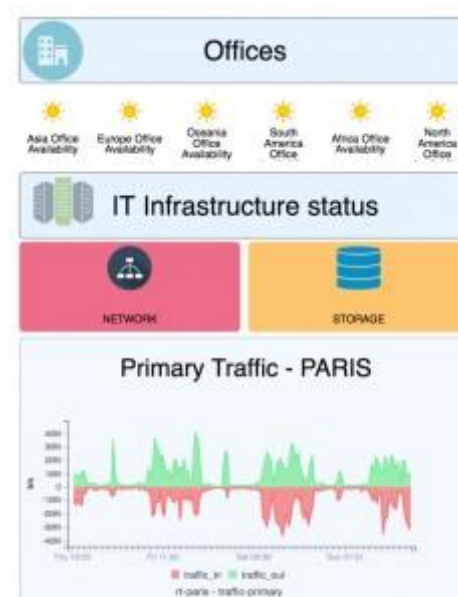 Offices
Asia Office Availability
Europe Office Availability
Oceania Office Availability
South America Office
Africa Office Availability
North America Office
IT Infrastructure status
NETWORK
STORAGE
Primary Traffic - PARIS
0
traffic_in traffic_out
rt-paris - traffic-primary